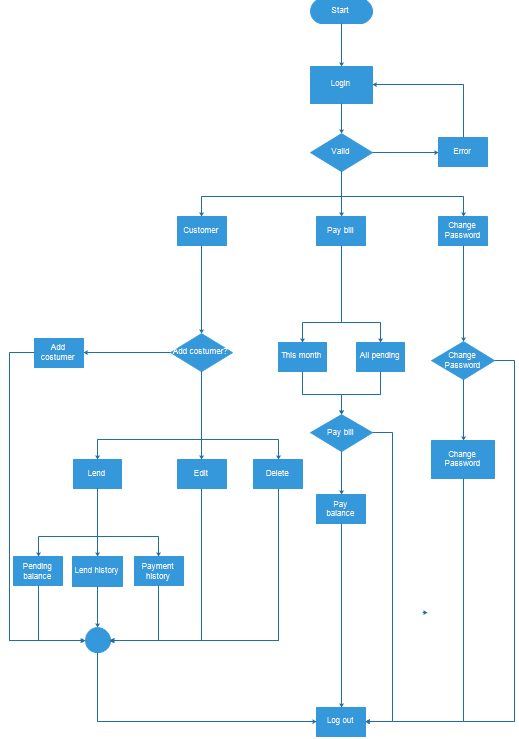 Start
Login
Valid
Error
Customer
Pay bill
Change
Password
Add
costumer
Add costumer?
This month
All pending
Change
Password
Pay bill
Change
Password
Lend
Edit
Delete
Pay
balance
Pending
balance
Lend history
Payment
history
Log out